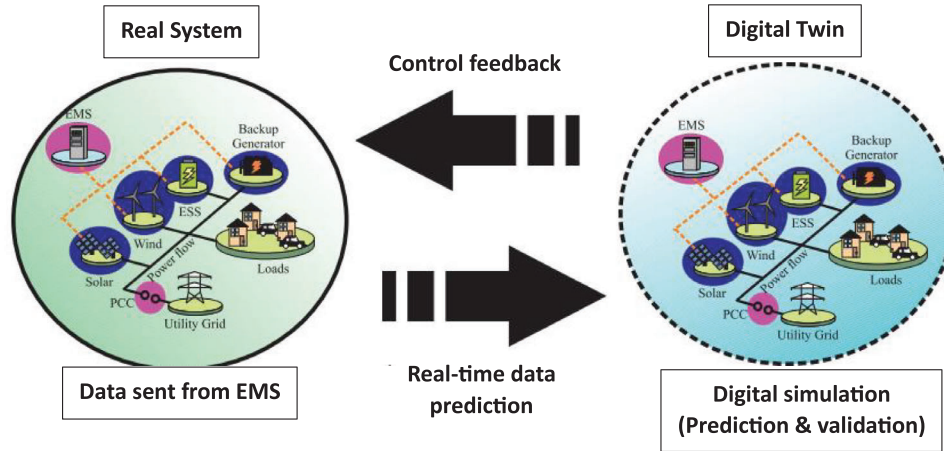 Real System
Digital Twin
Control feedback
EMS
Backup
Generator
ESS
Wind
Solar
Power flow
Loads
PCC
Utility Grid
EMS
Backup
Generator
ESS
Wind
Solar
Power flow
Loads
PCC
Utility Grid
Data sent from EMS
Real-time data
prediction
Digital simulation
(Prediction & validation)